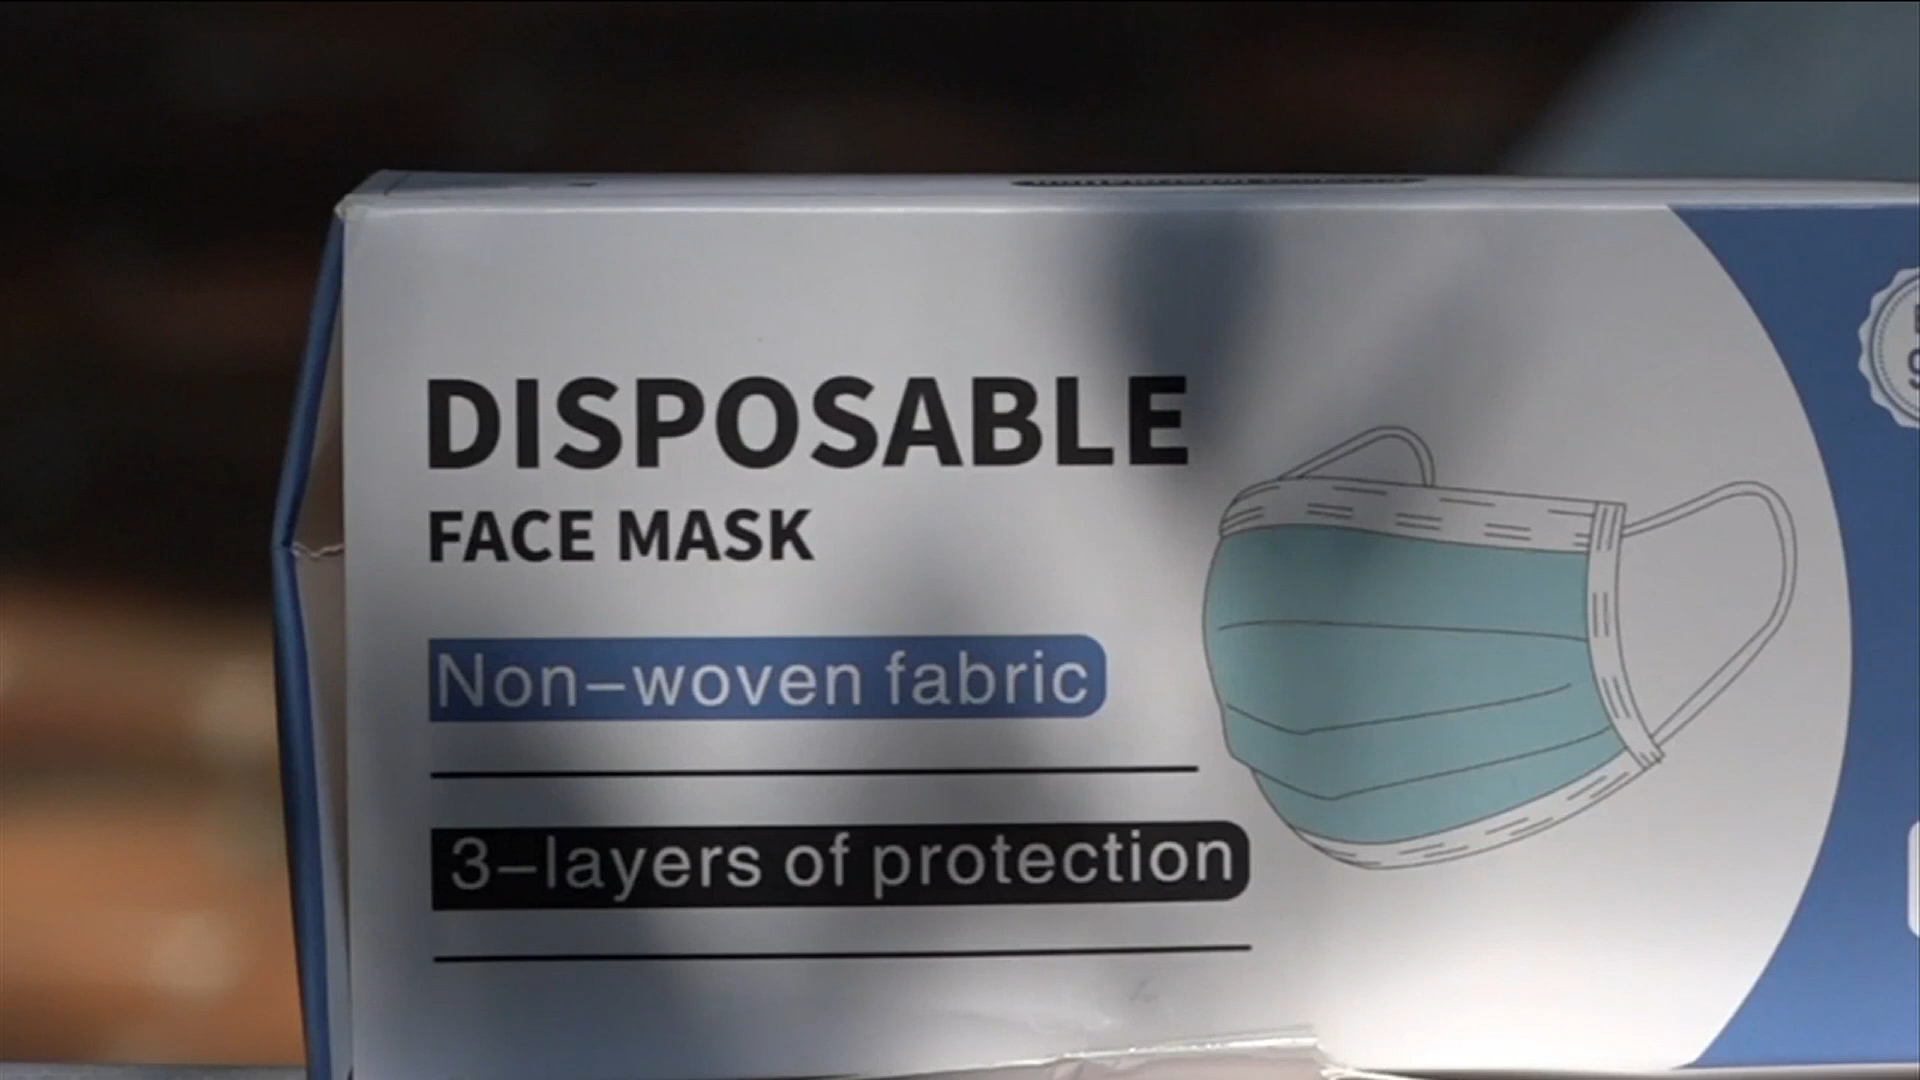 DISPOSABLE
FACE MASK
Non-woven fabric
3-layers of protection